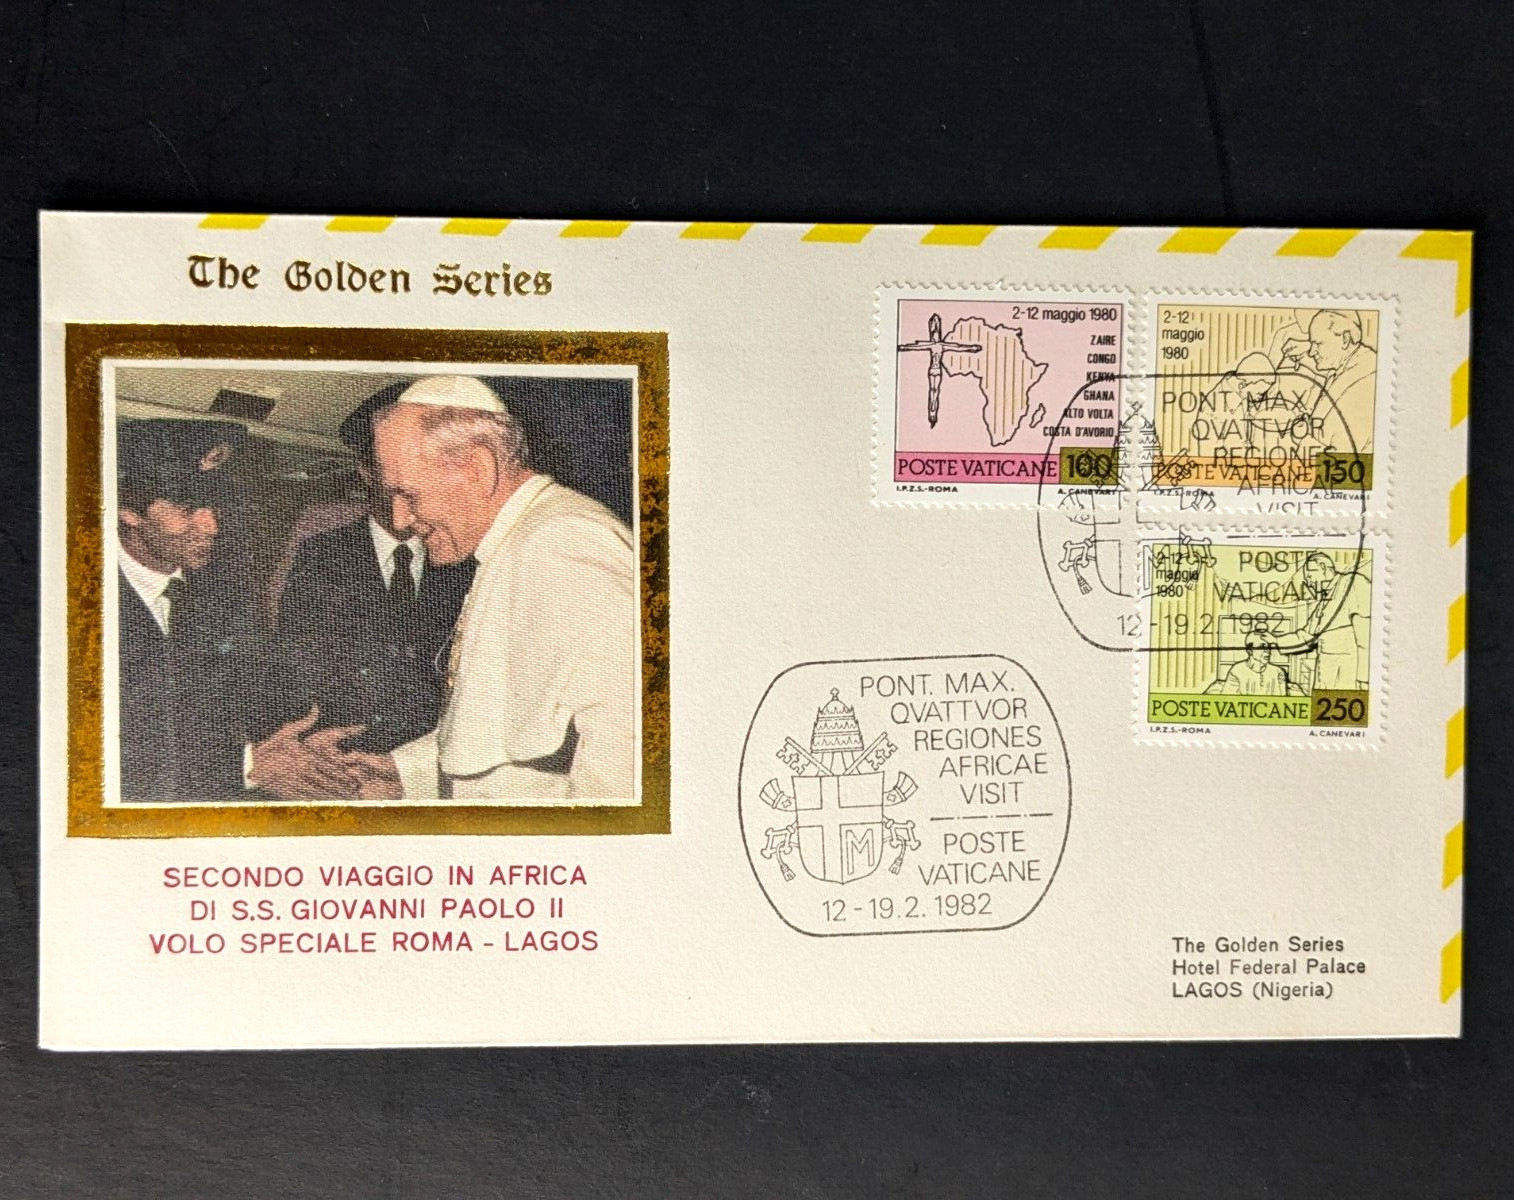 The Golden Series
SECONDO VIAGGIO IN AFRICA
DI S.S. GIOVANNI PAOLO II
VOLO SPECIALE ROMA - LAGOS
2-12 maggio 1980
ZAIRE
CONGO
KENYA
GHANA
ALTO VOLTA
COSTA D'AVORIO
POSTE VATICANE 100
I.P.Z.S.-ROMA A. CANEVARI
2-12
maggio
1980
POSTE VATICANE 150
I.P.Z.S.-ROMA A. CANEVARI
2-12
maggio
1980
POSTE VATICANE 250
I.P.Z.S.-ROMA A. CANEVARI
PONT. MAX.
QVATTVOR
REGIONES
AFRICAE
VISIT
POSTE
VATICANE
12-19.2.1982
PONT. MAX.
QVATTVOR
REGIONES
AFRICAE
VISIT
POSTE
VATICANE
12-19.2.1982
M
The Golden Series
Hotel Federal Palace
LAGOS (Nigeria)